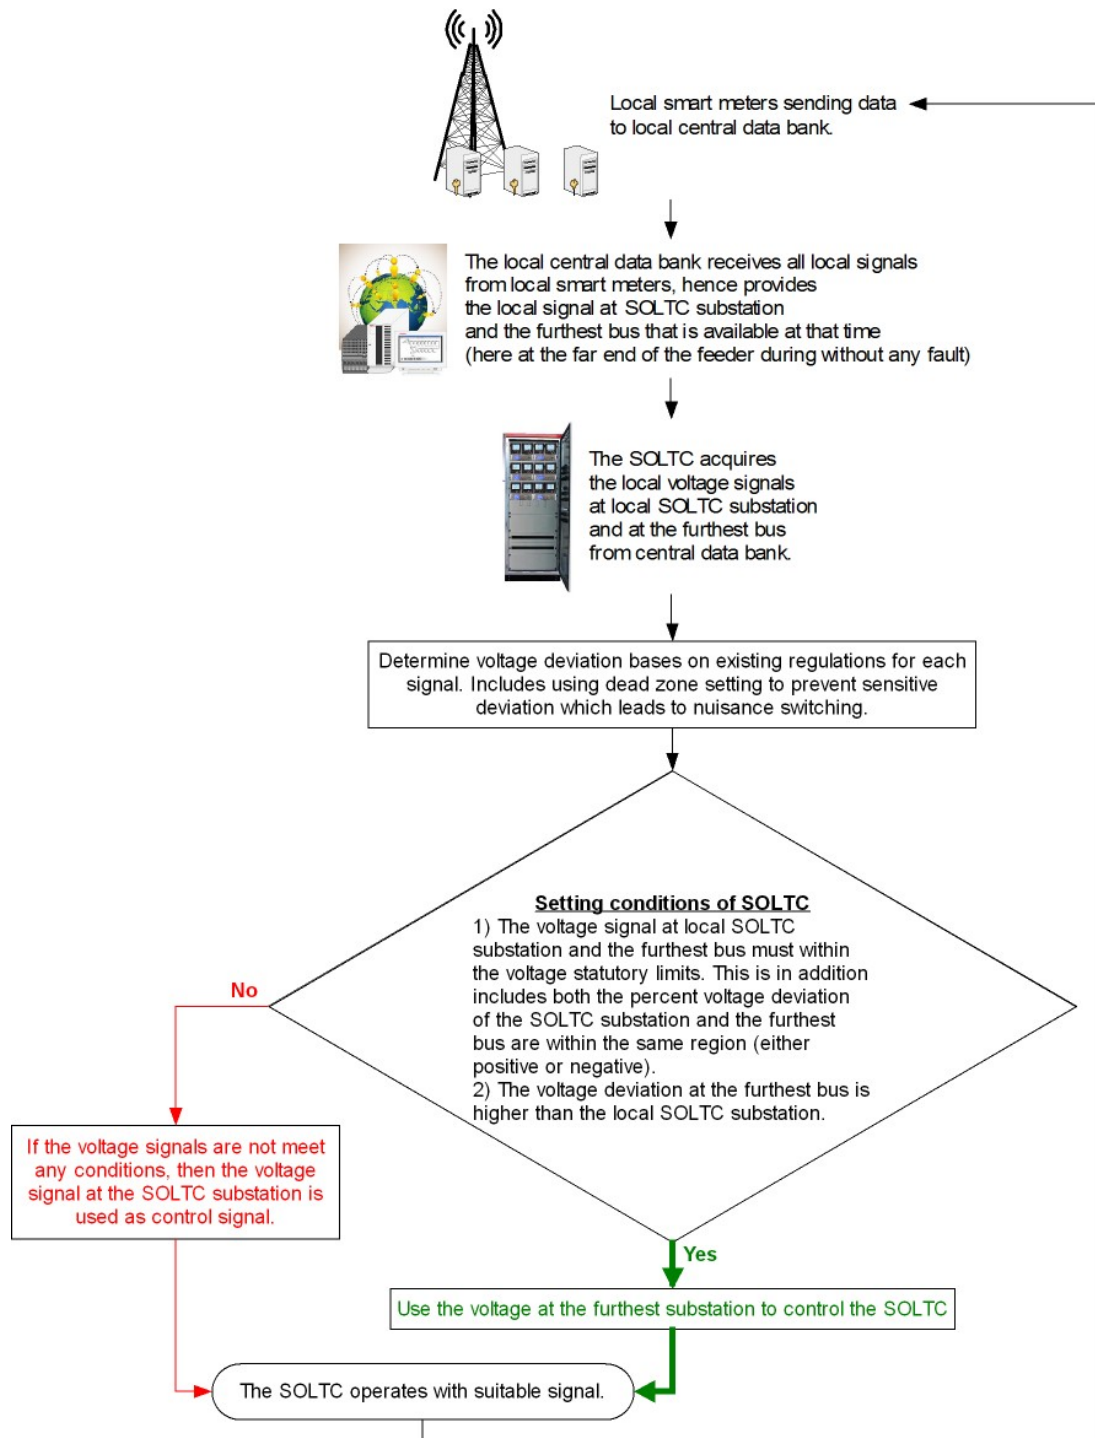 Local smart meters sending data
to local central data bank.
The local central data bank receives all local signals
from local smart meters, hence provides
the local signal at SOLTC substation
and the furthest bus that is available at that time
(here at the far end of the feeder during without any fault)
The SOLTC acquires
the local voltage signals
at local SOLTC substation
and at the furthest bus
from central data bank.
Determine voltage deviation bases on existing regulations for each
signal. Includes using dead zone setting to prevent sensitive
deviation which leads to nuisance switching.
Setting conditions of SOLTC
1) The voltage signal at local SOLTC
substation and the furthest bus must within
the voltage statutory limits. This is in addition
includes both the percent voltage deviation
of the SOLTC substation and the furthest
bus are within the same region (either
positive or negative).
2) The voltage deviation at the furthest bus is
higher than the local SOLTC substation.
No
If the voltage signals are not meet
any conditions, then the voltage
signal at the SOLTC substation is
used as control signal.
Yes
Use the voltage at the furthest substation to control the SOLTC
The SOLTC operates with suitable signal.